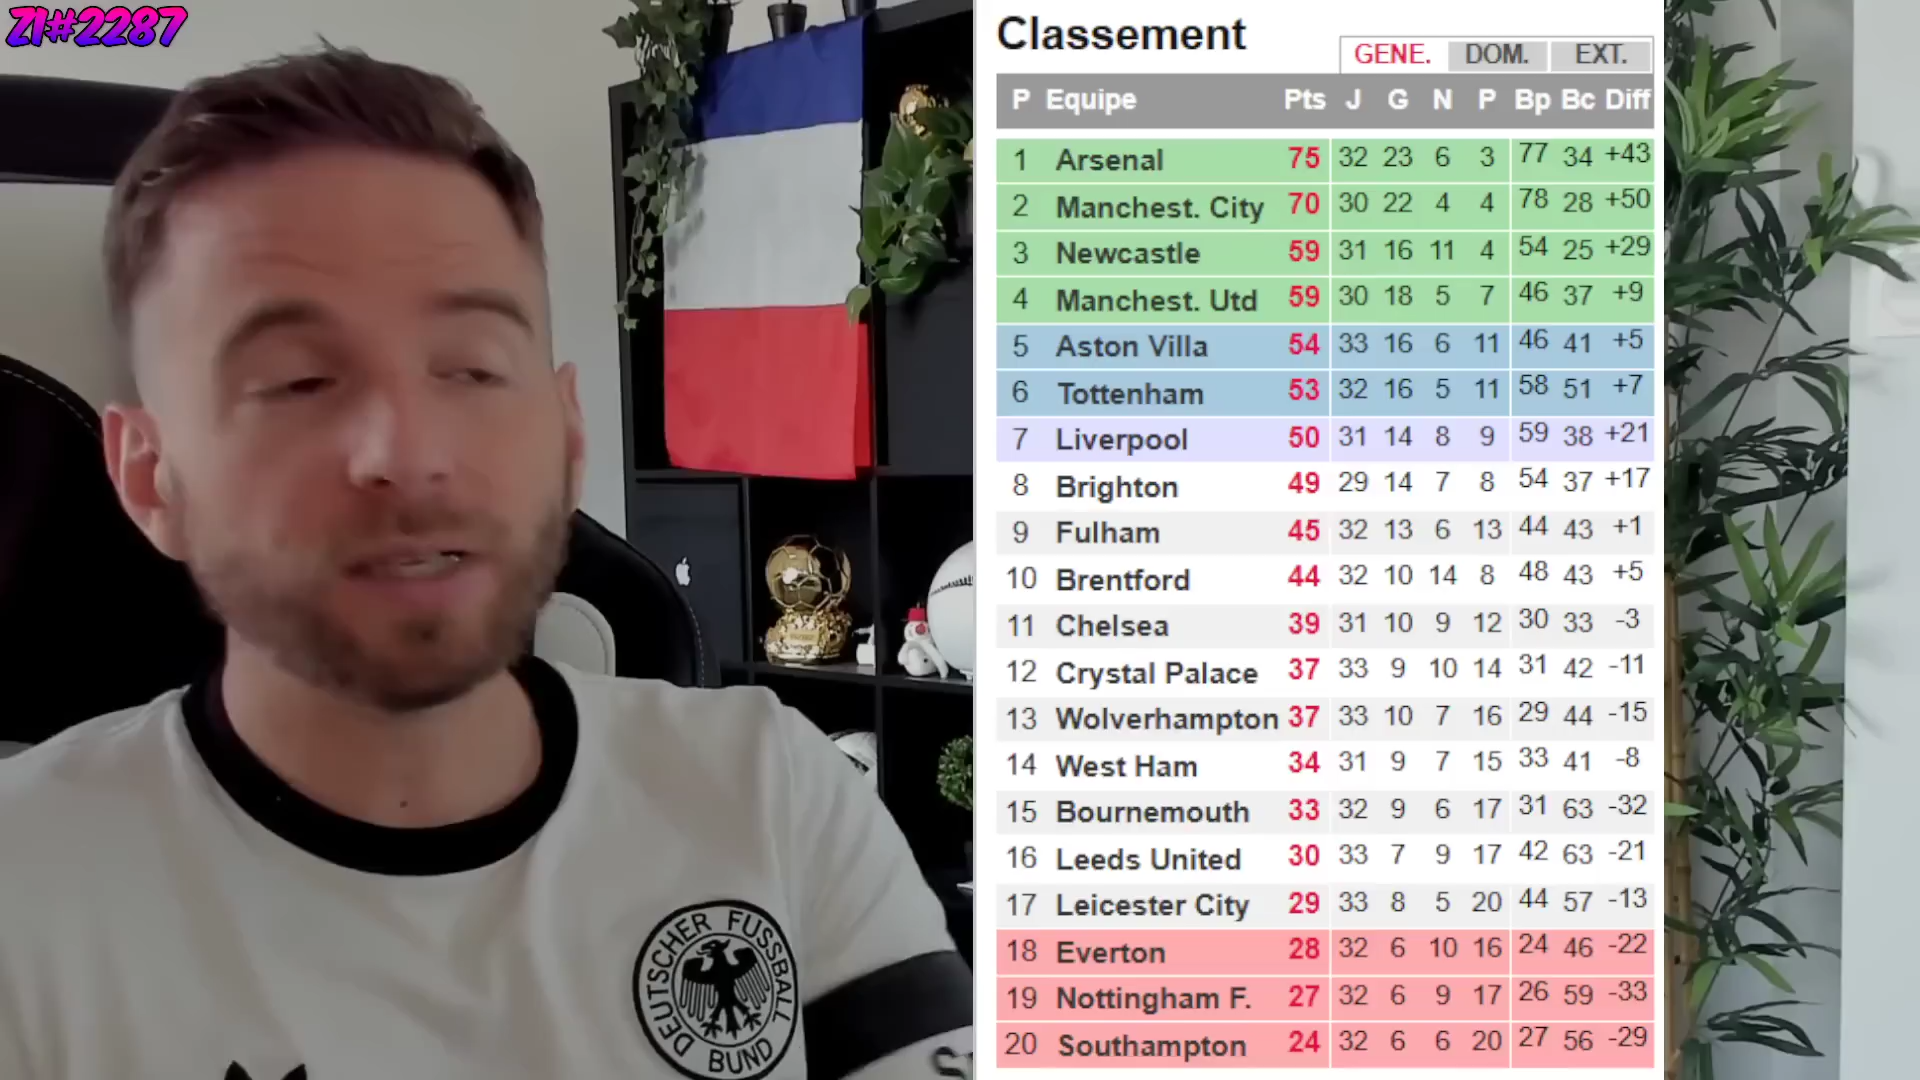 ZI#2287
Classement
GENE. DOM. EXT.
P Equipe Pts J G N P Bp Bc Diff
1 Arsenal 75 32 23 6 3 77 34 +43
2 Manchest. City 70 30 22 4 4 78 28 +50
3 Newcastle 59 31 16 11 4 54 25 +29
4 Manchest. Utd 59 30 18 5 7 46 37 +9
5 Aston Villa 54 33 16 6 11 46 41 +5
6 Tottenham 53 32 16 5 11 58 51 +7
7 Liverpool 50 31 14 8 9 59 38 +21
8 Brighton 49 29 14 7 8 54 37 +17
9 Fulham 45 32 13 6 13 44 43 +1
10 Brentford 44 32 10 14 8 48 43 +5
11 Chelsea 39 31 10 9 12 30 33 -3
12 Crystal Palace 37 33 9 10 14 31 42 -11
13 Wolverhampton 37 33 10 7 16 29 44 -15
14 West Ham 34 31 9 7 15 33 41 -8
15 Bournemouth 33 32 9 6 17 31 63 -32
16 Leeds United 30 33 7 9 17 42 63 -21
17 Leicester City 29 33 8 5 20 44 57 -13
18 Everton 28 32 6 10 16 24 46 -22
19 Nottingham F. 27 32 6 9 17 26 59 -33
20 Southampton 24 32 6 6 20 27 56 -29
DEUTSCHER FUSSBALL
BUND